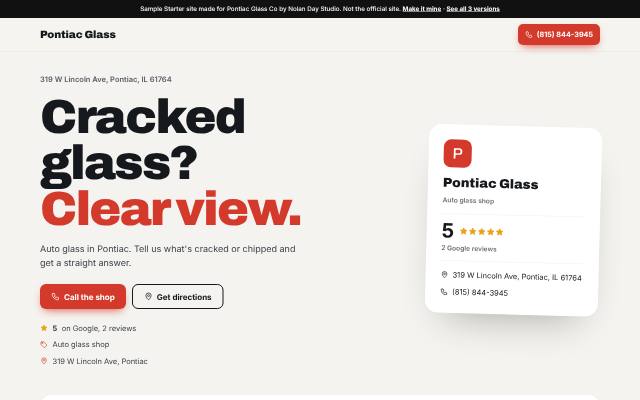 Sample Starter site made for Pontiac Glass Co by Nolan Day Studio. Not the official site. Make it mine · See all 3 versions
Pontiac Glass
(815) 844-3945
319 W Lincoln Ave, Pontiac, IL 61764
Cracked
glass?
Clear view.
Auto glass in Pontiac. Tell us what's cracked or chipped and
get a straight answer.
Call the shop
Get directions
5 on Google, 2 reviews
Auto glass shop
319 W Lincoln Ave, Pontiac
P
Pontiac Glass
Auto glass shop
5
2 Google reviews
319 W Lincoln Ave, Pontiac, IL 61764
(815) 844-3945